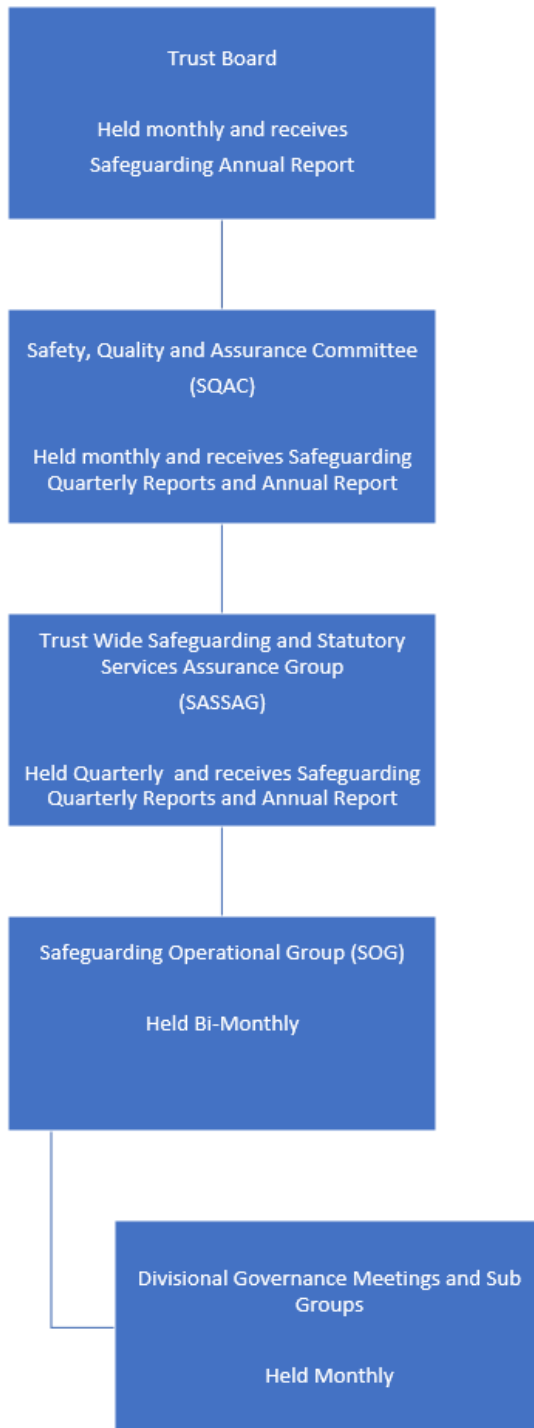 Trust Board
Held monthly and receives
Safeguarding Annual Report
Safety, Quality and Assurance Committee
(SQAC)
Held monthly and receives Safeguarding
Quarterly Reports and Annual Report
Trust Wide Safeguarding and Statutory
Services Assurance Group
(SASSAG)
Held Quarterly  and receives Safeguarding
Quarterly Reports and Annual Report
Safeguarding Operational Group (SOG)
Held Bi-Monthly
Divisional Governance Meetings and Sub
Groups
Held Monthly